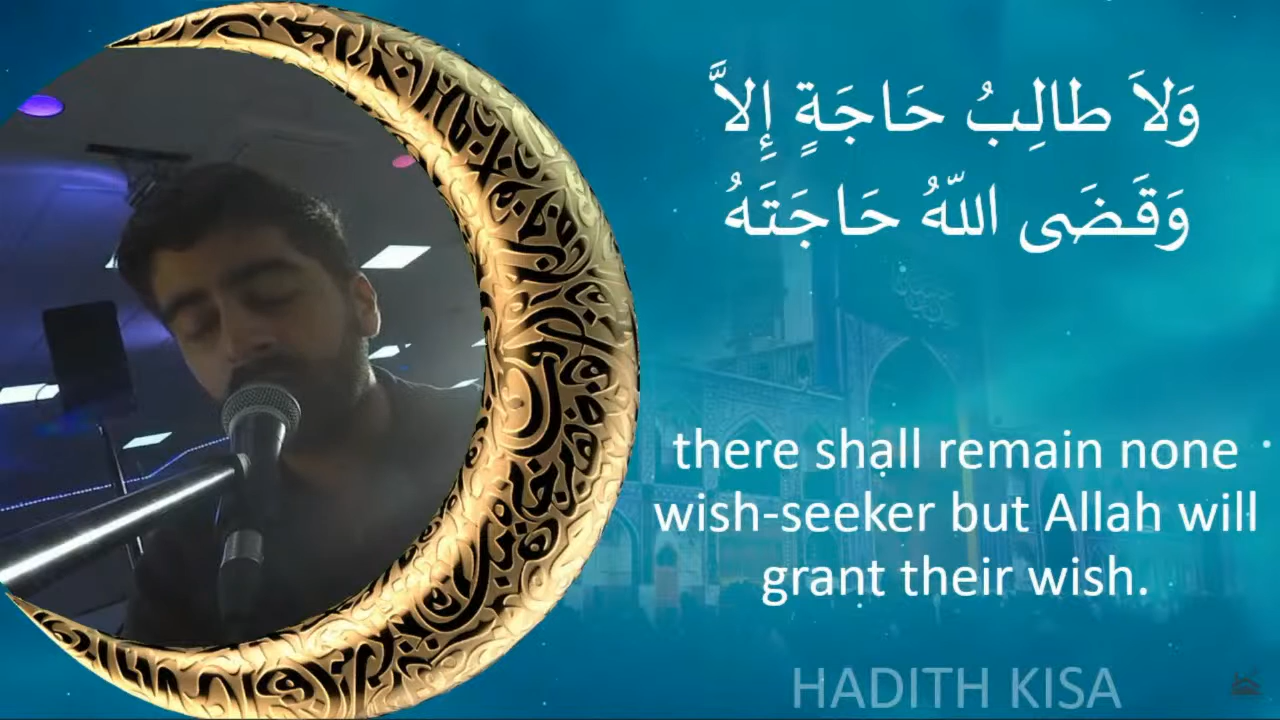 وَلاَ طالِبُ حَاجَةٍ إِلاَّ
وَقَضَى اللّهُ حَاجَتَهُ
there shall remain none
wish-seeker but Allah will
grant their wish.
HADITH KISA